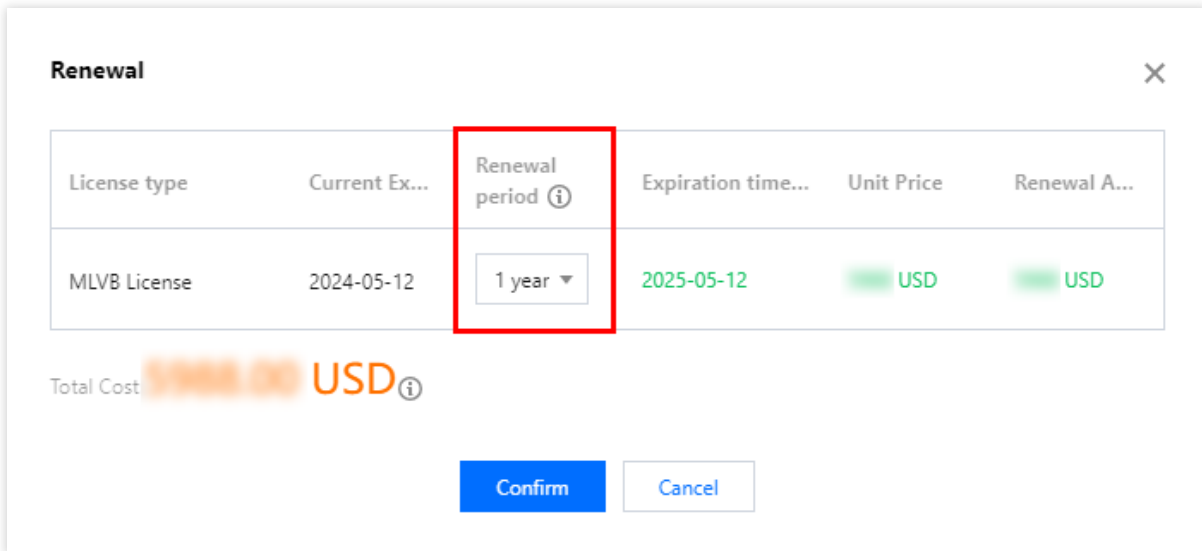 Renewal
License type Current Ex... Renewal period Expiration time... Unit Price Renewal A...
MLVB License 2024-05-12 1 year 2025-05-12 USD USD
Total Cost USD
Confirm Cancel